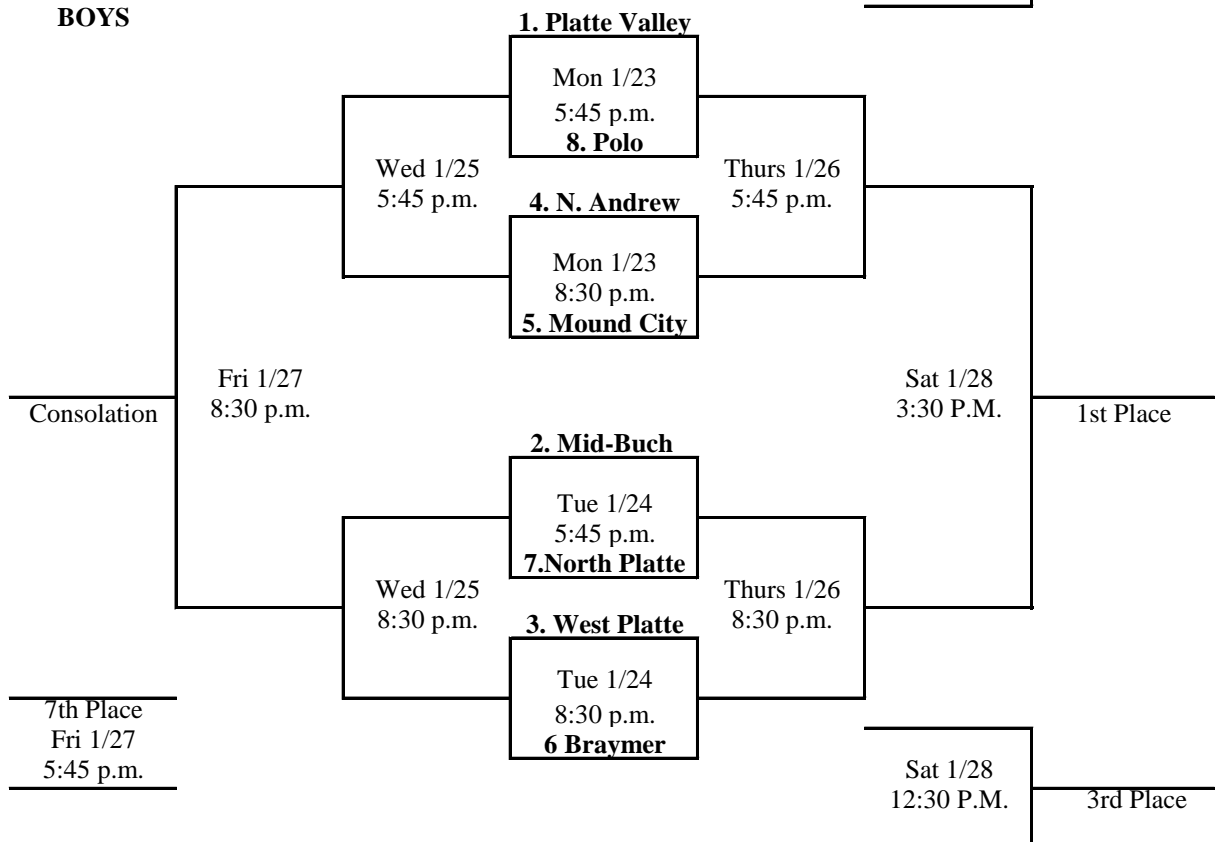 BOYS
1. Platte Valley
Mon 1/23
5:45 p.m.
8. Polo
Wed 1/25
5:45 p.m.
Thurs 1/26
5:45 p.m.
4. N. Andrew
Mon 1/23
8:30 p.m.
5. Mound City
Fri 1/27
8:30 p.m.
Consolation
Sat 1/28
3:30 P.M.
1st Place
2. Mid-Buch
Tue 1/24
5:45 p.m.
7.North Platte
Wed 1/25
8:30 p.m.
Thurs 1/26
8:30 p.m.
3. West Platte
Tue 1/24
8:30 p.m.
6 Braymer
7th Place
Fri 1/27
5:45 p.m.
Sat 1/28
12:30 P.M.
3rd Place